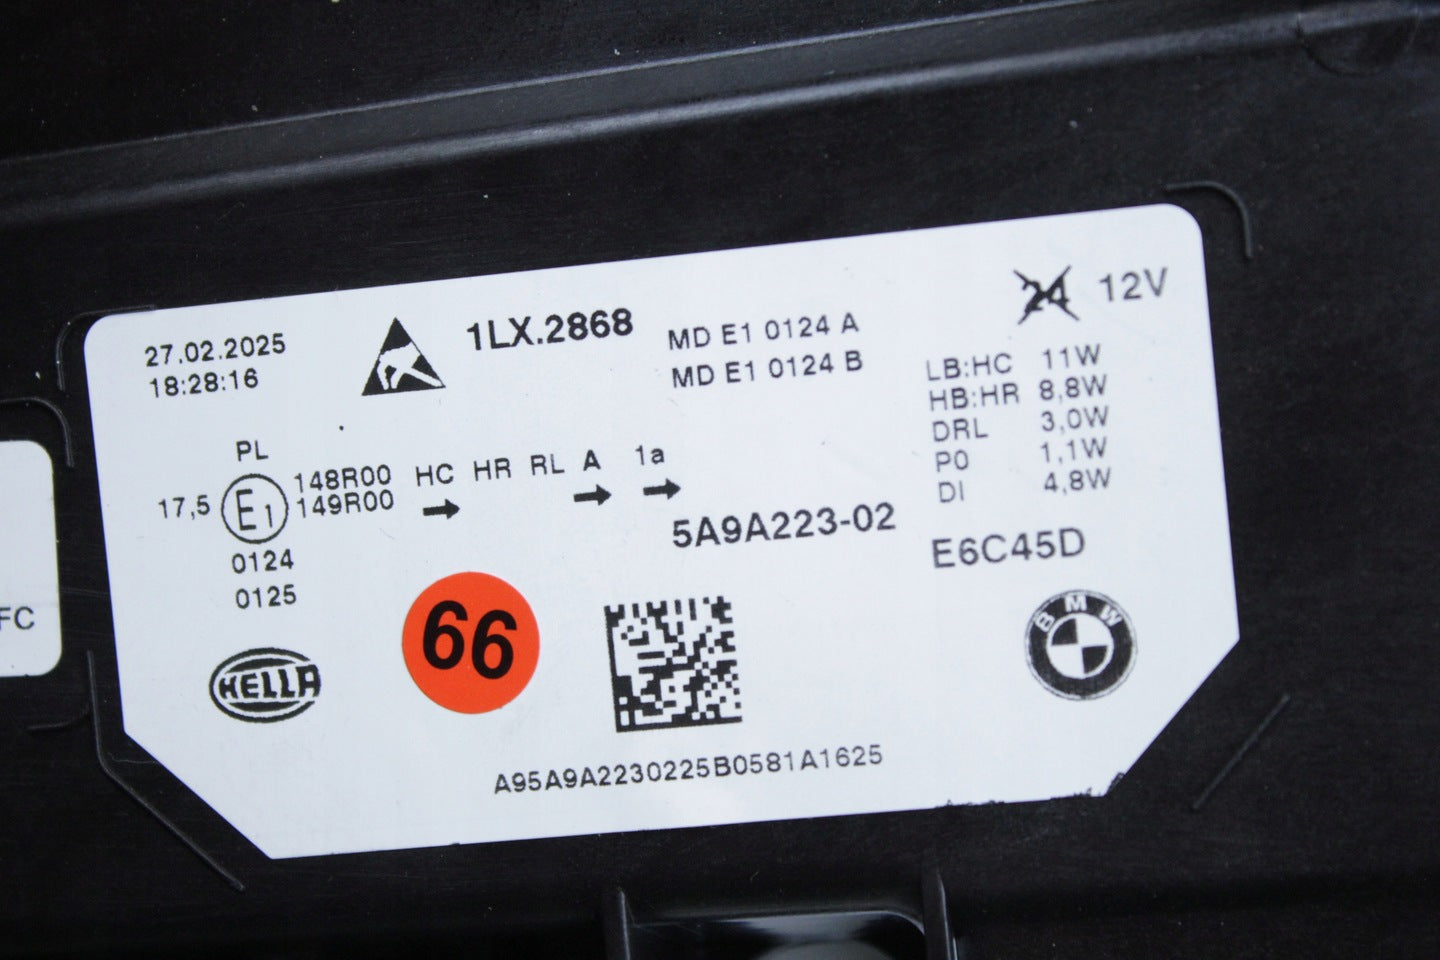 27.02.2025
18:28:16
1LX.2868
MD E1 0124 A
MD E1 0124 B
24 12V
LB:HC 11W
HB:HR 8,8W
DRL 3,0W
PO 1,1W
DI 4,8W
PL
17,5 E1 148R00
149R00
HC HR RL A 1a
0124
0125
5A9A223-02
E6C45D
HELLA
66
BMW
A95A9A2230225B0581A1625
FC